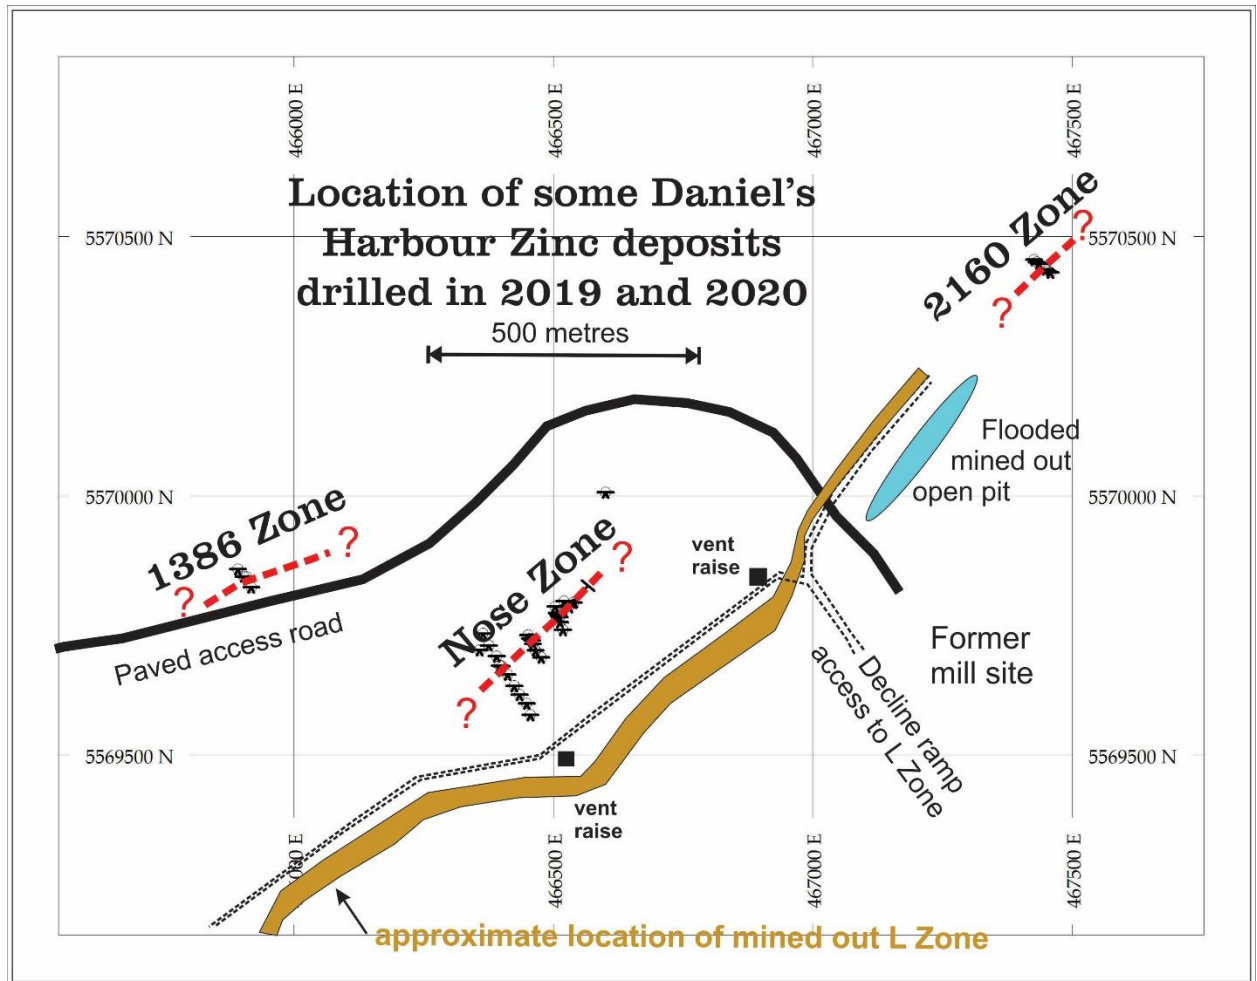 466000 E
466500 E
467000 E
467500 E
Location of some Daniel's
Harbour Zinc deposits
drilled in 2019 and 2020
500 metres
5570500 N
5570500 N
2160 Zone
?
?
Flooded
mined out
open pit
5570000 N
5570000 N
1386 Zone
?
?
Paved access road
Nose Zone
?
?
vent
raise
Former
mill site
Decline ramp
access to L Zone
5569500 N
5569500 N
vent
raise
466500 E
467000 E
467500 E
approximate location of mined out L Zone